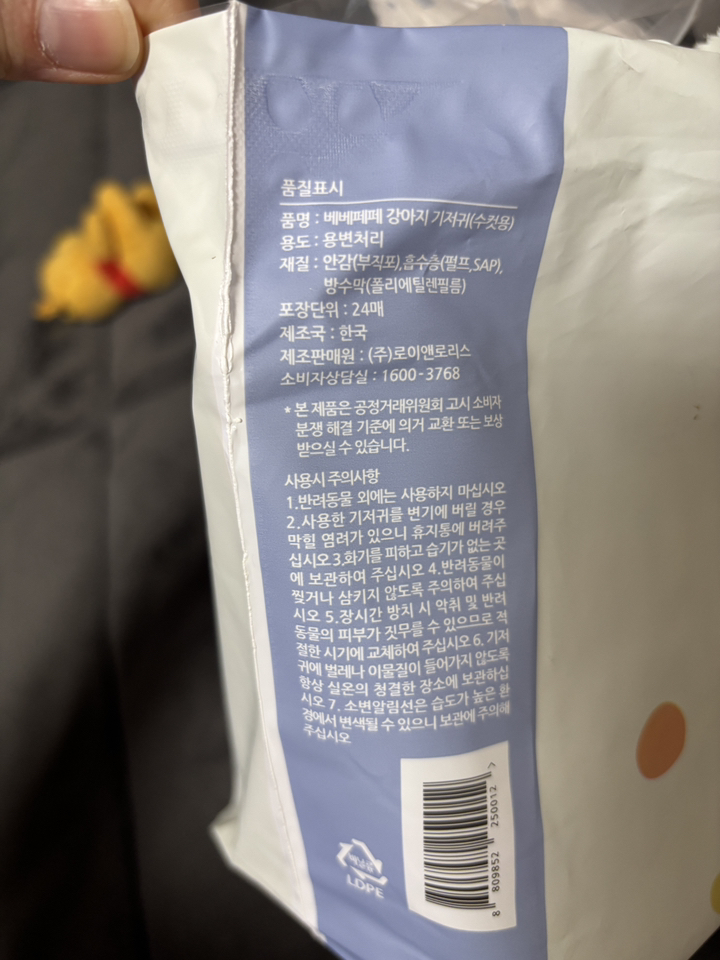 품질표시
품명 : 베베페페 강아지 기저귀(수컷용)
용도 : 용변처리
재질 : 안감(부직포),흡수층(펄프,SAP),
방수막(폴리에틸렌필름)
포장단위 : 24매
제조국 : 한국
제조판매원 : (주)로이앤로리스
소비자상담실 : 1600-3768
* 본 제품은 공정거래위원회 고시 소비자
분쟁 해결 기준에 의거 교환 또는 보상
받으실 수 있습니다.
사용시 주의사항
1.반려동물 외에는 사용하지 마십시오
2.사용한 기저귀를 변기에 버릴 경우
막힐 염려가 있으니 휴지통에 버려주
십시오 3.화기를 피하고 습기가 없는 곳
에 보관하여 주십시오 4.반려동물이
찢거나 삼키지 않도록 주의하여 주십
시오 5.장시간 방치 시 악취 및 반려
동물의 피부가 짓무를 수 있으므로 적
절한 시기에 교체하여 주십시오 6.기저
귀에 벌레나 이물질이 들어가지 않도록
항상 실온의 청결한 장소에 보관하십
시오 7. 소변알림선은 습도가 높은 환
경에서 변색될 수 있으니 보관에 주의해
주십시오
비닐류
LDPE
8 809852 250012 >